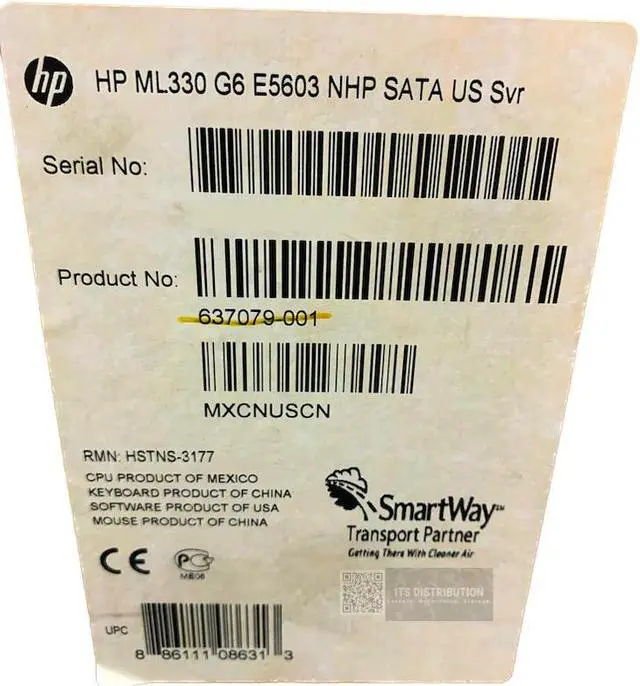 hp HP ML330 G6 E5603 NHP SATA US Svr
Serial No:
Product No:
637079-001
MXCNUSCN
RMN: HSTNS-3177
CPU PRODUCT OF MEXICO
KEYBOARD PRODUCT OF CHINA
SOFTWARE PRODUCT OF USA
MOUSE PRODUCT OF CHINA
SmartWay℠
Transport Partner
Getting There With Cleaner Air
CE
ME06
ITS DISTRIBUTION
UPC
8 86111 08631 3